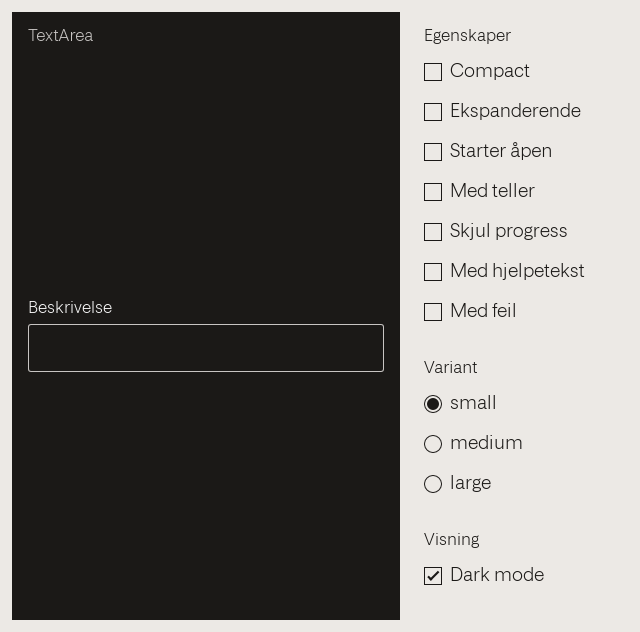 TextArea
Beskrivelse
Egenskaper
Compact
Ekspanderende
Starter åpen
Med teller
Skjul progress
Med hjelpetekst
Med feil
Variant
small
medium
large
Visning
Dark mode